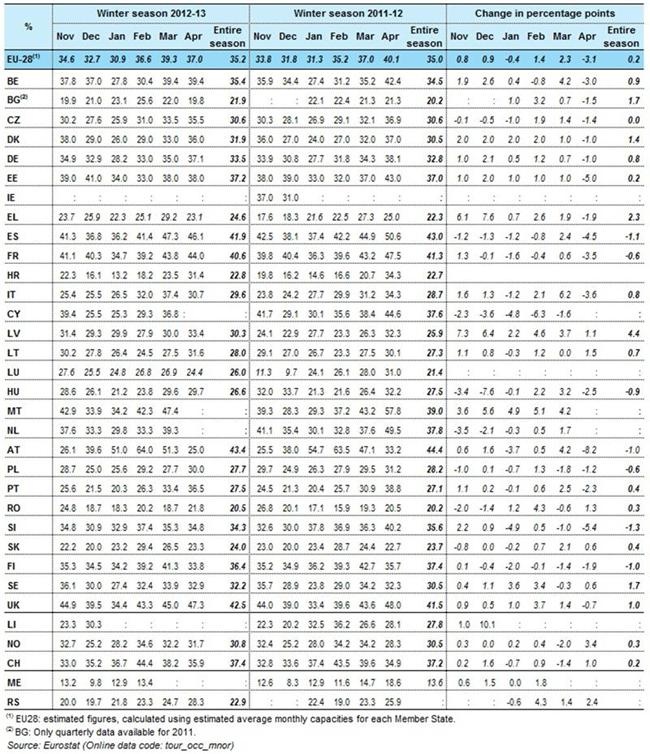 %
Winter season 2012-13 Winter season 2011-12 Change in percentage points
Nov Dec Jan Feb Mar Apr Entire season Nov Dec Jan Feb Mar Apr Entire season Nov Dec Jan Feb Mar Apr Entire season
EU-28(1) 34.6 32.7 30.9 36.6 39.3 37.0 36.2 33.8 31.8 31.3 35.2 37.0 40.1 35.0 0.8 0.9 -0.4 1.4 2.3 -3.1 0.2
BE 37.8 37.0 27.8 30.4 39.4 39.4 35.4 35.9 34.4 27.4 31.2 35.2 42.4 34.5 1.9 2.6 0.4 -0.8 4.2 -3.0 0.9
BG(2) 19.9 21.0 23.1 25.6 22.0 19.8 21.9 : : 22.1 22.4 21.3 21.3 20.2 : : 1.0 3.2 0.7 -1.5 1.7
CZ 30.2 27.6 25.9 31.0 33.5 35.5 30.6 30.3 28.1 26.9 29.1 32.1 36.9 30.6 -0.1 -0.5 -1.0 1.9 1.4 -1.4 0.0
DK 38.0 29.0 26.0 29.0 33.0 36.0 31.9 36.0 27.0 24.0 27.0 32.0 37.0 30.5 2.0 2.0 2.0 2.0 1.0 -1.0 1.4
DE 34.9 32.9 28.2 33.0 35.0 37.1 33.5 33.9 30.8 27.7 31.8 34.3 38.1 32.8 1.0 2.1 0.5 1.2 0.7 -1.0 0.8
EE 39.0 41.0 34.0 33.0 38.0 38.0 37.2 38.0 39.0 33.0 32.0 37.0 43.0 37.0 1.0 2.0 1.0 1.0 1.0 -5.0 0.2
IE : : : : : : : 37.0 31.0 : : : : : : : : : : : :
EL 23.7 25.9 22.3 25.1 29.2 23.1 24.6 17.6 18.3 21.6 22.5 27.3 25.0 22.3 6.1 7.6 0.7 2.6 1.9 -1.9 2.3
ES 41.3 36.8 36.2 41.4 47.3 46.1 41.9 42.5 38.1 37.4 42.2 44.9 50.6 43.0 -1.2 -1.3 -1.2 -0.8 2.4 -4.5 -1.1
FR 41.1 40.3 34.7 39.2 43.8 44.0 40.6 39.8 40.4 36.3 39.6 43.2 47.5 41.3 1.3 -0.1 -1.6 -0.4 0.6 -3.5 -0.6
HR 22.3 16.1 13.2 18.2 23.5 31.4 22.8 19.8 16.2 14.6 16.6 20.7 34.3 22.7
IT 25.4 25.5 26.5 32.0 37.4 30.7 29.6 23.8 24.2 27.7 29.9 31.2 34.3 28.7 1.6 1.3 -1.2 2.1 6.2 -3.6 0.8
CY 39.4 25.5 25.3 29.3 36.8 : : 41.7 29.1 30.1 35.6 38.4 44.6 37.6 -2.3 -3.6 -4.8 -6.3 -1.6 : :
LV 31.4 29.3 29.9 27.9 30.0 33.4 30.3 24.1 22.9 27.7 23.3 26.3 32.3 25.9 7.3 6.4 2.2 4.6 3.7 1.1 4.4
LT 30.2 27.8 26.4 24.5 27.5 31.6 28.0 29.1 27.0 26.7 23.3 27.5 30.1 27.3 1.1 0.8 -0.3 1.2 0.0 1.5 0.7
LU 27.6 25.5 24.8 26.8 26.9 24.4 26.0 11.3 9.7 24.1 26.1 28.0 31.0 21.4 : : : : : : :
HU 28.6 26.1 21.2 23.8 29.6 29.7 26.6 32.0 33.7 21.3 21.6 26.4 32.2 27.5 -3.4 -7.6 -0.1 2.2 3.2 -2.5 -0.9
MT 42.9 33.9 34.2 42.3 47.4 : : 39.3 28.3 29.3 37.2 43.2 57.8 39.0 3.6 5.6 4.9 5.1 4.2 : :
NL 37.6 33.3 29.8 33.3 39.3 : : 41.1 35.4 30.1 32.8 37.6 49.5 37.8 -3.5 -2.1 -0.3 0.5 1.7 : :
AT 26.1 39.6 51.0 64.0 51.3 25.0 43.4 25.5 38.0 54.7 63.5 47.1 33.2 44.4 0.6 1.6 -3.7 0.5 4.2 -8.2 -1.0
PL 28.7 25.0 25.6 29.2 27.7 30.0 27.7 29.7 24.9 26.3 27.9 29.5 31.2 28.2 -1.0 0.1 -0.7 1.3 -1.8 -1.2 -0.6
PT 25.6 21.5 20.3 26.3 33.4 36.5 27.5 24.5 21.3 20.4 25.7 30.9 38.8 27.1 1.1 0.2 -0.1 0.6 2.5 -2.3 0.4
RO 24.8 18.7 18.3 20.2 18.7 21.8 20.5 26.8 20.1 17.1 15.9 19.3 20.5 20.2 -2.0 -1.4 1.2 4.3 -0.6 1.3 0.3
SI 34.8 30.9 32.9 37.4 35.3 34.8 34.3 32.6 30.0 37.8 36.9 36.3 40.2 35.6 2.2 0.9 -4.9 0.5 -1.0 -5.4 -1.3
SK 22.2 20.0 23.2 29.4 26.5 23.3 24.0 23.0 20.0 23.4 28.7 24.4 22.7 23.7 -0.8 0.0 -0.2 0.7 2.1 0.6 0.4
FI 35.3 34.5 34.2 39.2 41.3 33.8 36.4 35.2 34.9 36.2 39.3 42.7 35.7 37.4 0.1 -0.4 -2.0 -0.1 -1.4 -1.9 -1.0
SE 36.1 30.0 27.4 32.4 33.9 32.9 32.2 35.7 28.9 23.8 29.0 34.2 32.3 30.5 0.4 1.1 3.6 3.4 -0.3 0.6 1.7
UK 44.9 39.5 34.4 43.3 45.0 47.3 42.5 44.0 39.0 33.4 39.6 43.6 48.0 41.5 0.9 0.5 1.0 3.7 1.4 -0.7 1.0
LI 23.3 30.3 : : : : : 22.3 20.2 32.5 36.2 26.6 28.1 27.8 1.0 10.1 : : : : :
NO 32.7 25.2 28.2 34.6 32.2 31.7 30.8 32.4 25.2 28.0 34.2 34.2 28.3 30.5 0.3 0.0 0.2 0.4 -2.0 3.4 0.3
CH 33.0 35.2 36.7 44.4 38.2 35.9 37.4 32.8 33.6 37.4 43.5 39.6 34.9 37.2 0.2 1.6 -0.7 0.9 -1.4 1.0 0.2
ME 13.2 9.8 12.9 13.4 : : : 12.6 8.3 12.9 11.6 14.7 18.6 13.6 0.6 1.5 0.0 1.8 : : :
RS 20.0 19.7 21.8 23.3 24.7 28.3 22.9 : : 22.4 19.0 23.3 25.9 : : : -0.6 4.3 1.4 2.4 :
(1) EU28: estimated figures, calculated using estimated average monthly capacities for each Member State.
(2) BG: Only quarterly data available for 2011.
Source: Eurostat (Online data code: tour_occ_mnor)